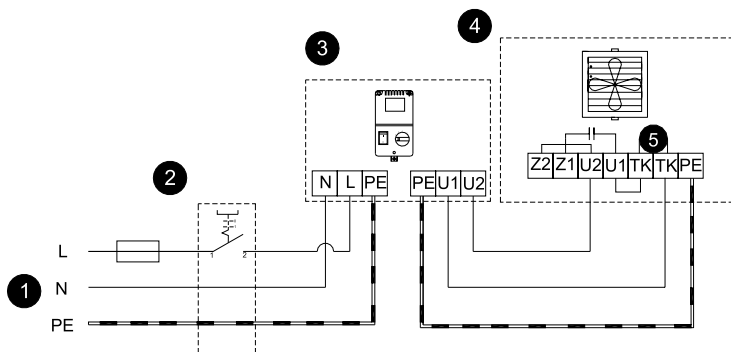 4
3
5
Z2 Z1 U2 U1 TK TK PE
N L PE PE U1 U2
2
L
1 2
1 N
PE